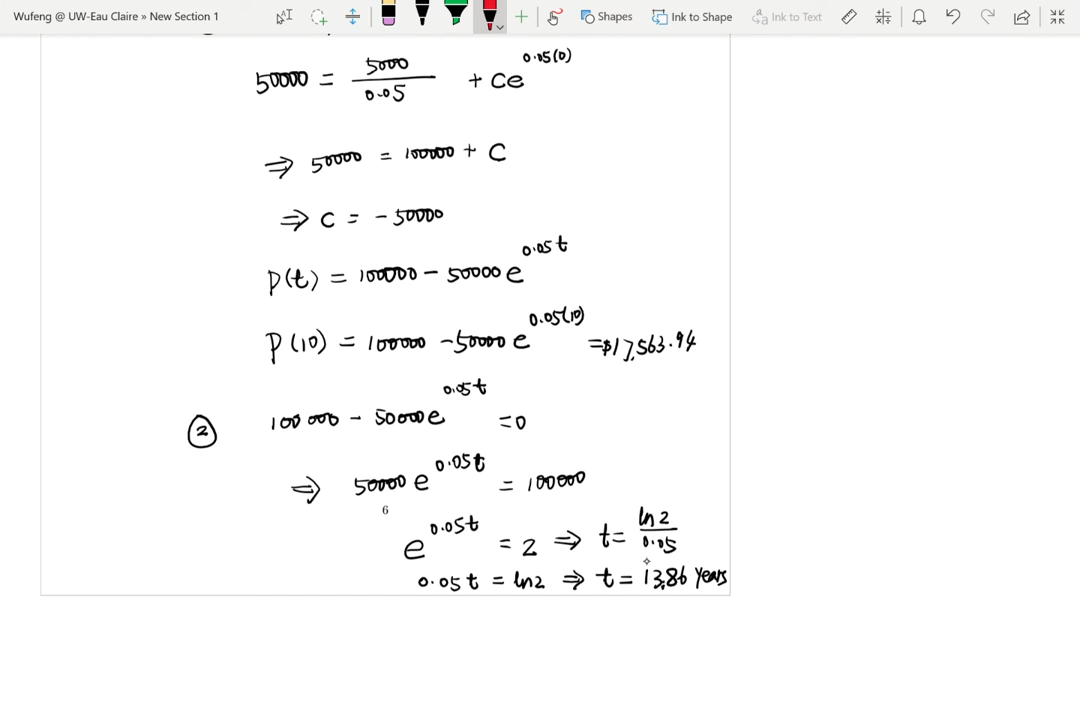 Wufeng @ UW-Eau Claire » New Section 1
Shapes
Ink to Shape
Ink to Text
50000 = 5000/0.05 + Ce^0.05(0)
⇒ 50000 = 100000 + C
⇒ C = -50000
P(t) = 100000 - 50000 e^0.05t
P(10) = 100000 - 50000 e^0.05(10) = $17,563.94
② 100000 - 50000 e^0.05t = 0
⇒ 50000 e^0.05t = 100000
6
e^0.05t = 2 ⇒ t = ln2/0.05
0.05t = ln2 ⇒ t = 13.86 years